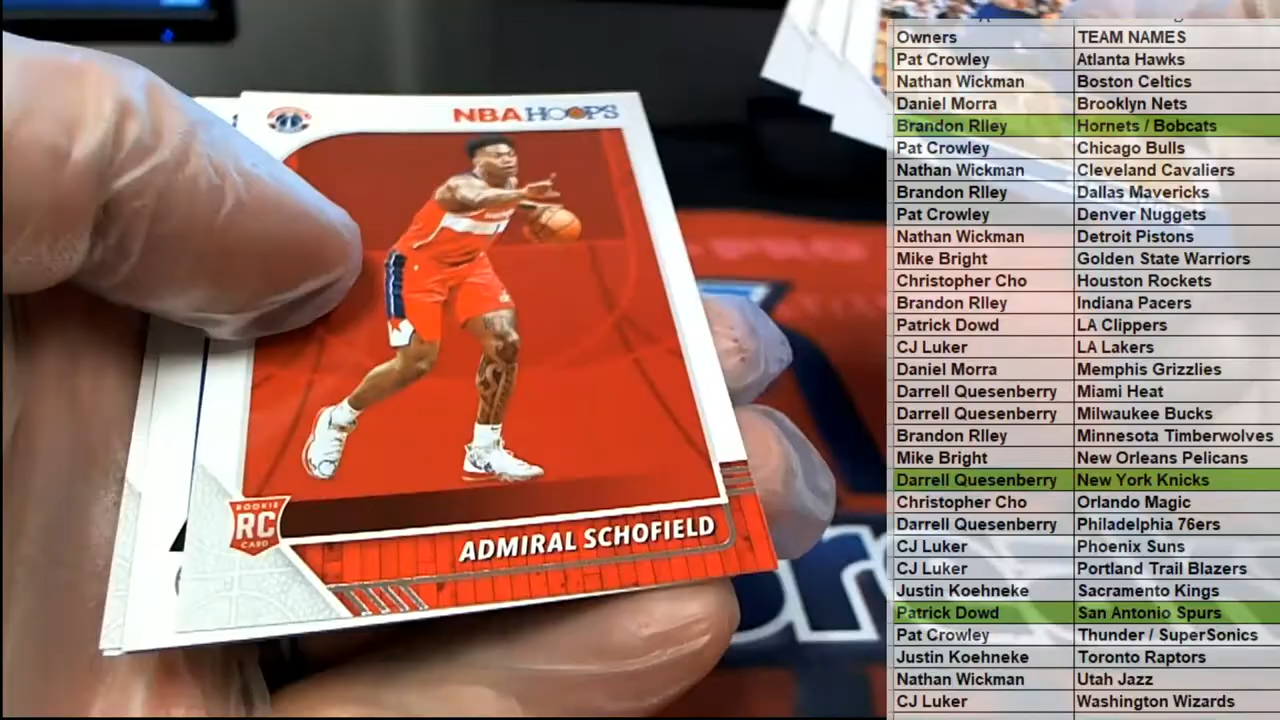 NBA HOOPS
ROOKIE
RC
CARD
ADMIRAL SCHOFIELD
Owners TEAM NAMES
Pat Crowley Atlanta Hawks
Nathan Wickman Boston Celtics
Daniel Morra Brooklyn Nets
Brandon RIley Hornets / Bobcats
Pat Crowley Chicago Bulls
Nathan Wickman Cleveland Cavaliers
Brandon RIley Dallas Mavericks
Pat Crowley Denver Nuggets
Nathan Wickman Detroit Pistons
Mike Bright Golden State Warriors
Christopher Cho Houston Rockets
Brandon RIley Indiana Pacers
Patrick Dowd LA Clippers
CJ Luker LA Lakers
Daniel Morra Memphis Grizzlies
Darrell Quesenberry Miami Heat
Darrell Quesenberry Milwaukee Bucks
Brandon RIley Minnesota Timberwolves
Mike Bright New Orleans Pelicans
Darrell Quesenberry New York Knicks
Christopher Cho Orlando Magic
Darrell Quesenberry Philadelphia 76ers
CJ Luker Phoenix Suns
CJ Luker Portland Trail Blazers
Justin Koehneke Sacramento Kings
Patrick Dowd San Antonio Spurs
Pat Crowley Thunder / SuperSonics
Justin Koehneke Toronto Raptors
Nathan Wickman Utah Jazz
CJ Luker Washington Wizards